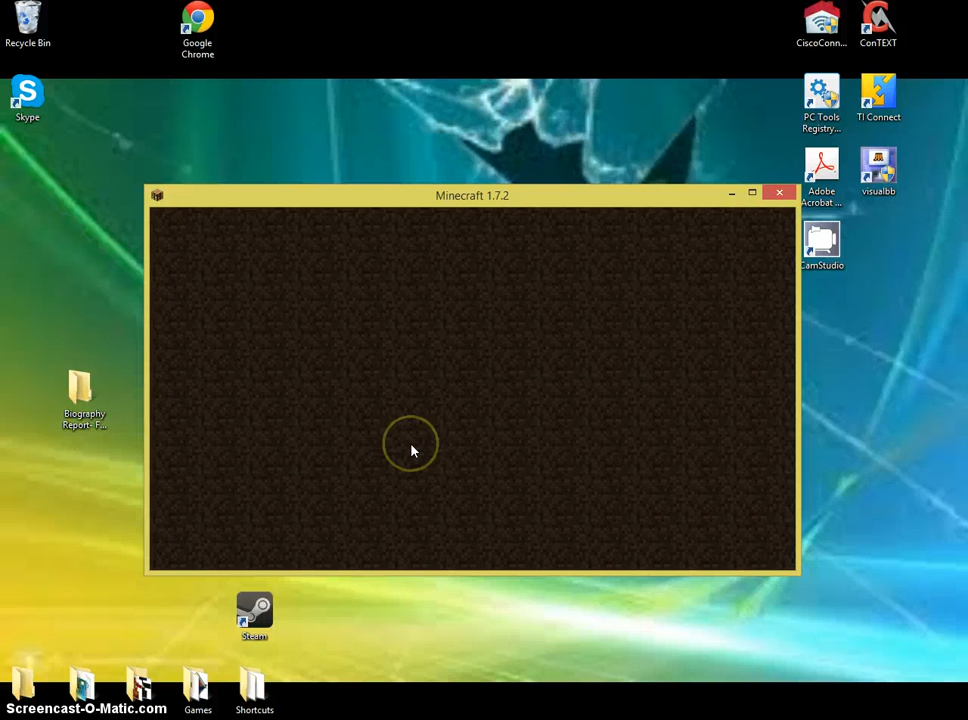 Recycle Bin
Google
Chrome
CiscoConn...
ConTEXT
Skype
PC Tools
Registry...
TI Connect
Minecraft 1.7.2
Adobe
Acrobat ...
visualbb
CamStudio
Biography
Report- F...
Steam
Games
Shortcuts
Screencast-O-Matic.com